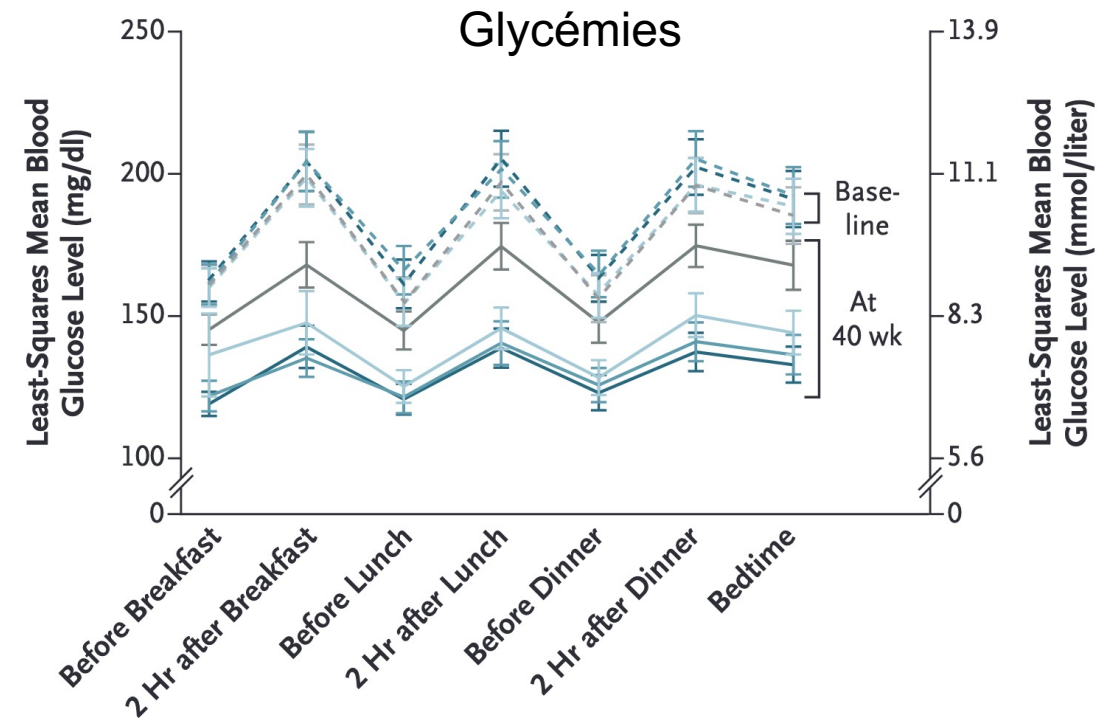 Glycémies
Least-Squares Mean Blood
Glucose Level (mg/dl)
250
200
150
100
0
13.9
11.1
8.3
5.6
0
Least-Squares Mean Blood
Glucose Level (mmol/liter)
Base-
line
At
40 wk
Before Breakfast
2 Hr after Breakfast
Before Lunch
2 Hr after Lunch
Before Dinner
2 Hr after Dinner
Bedtime